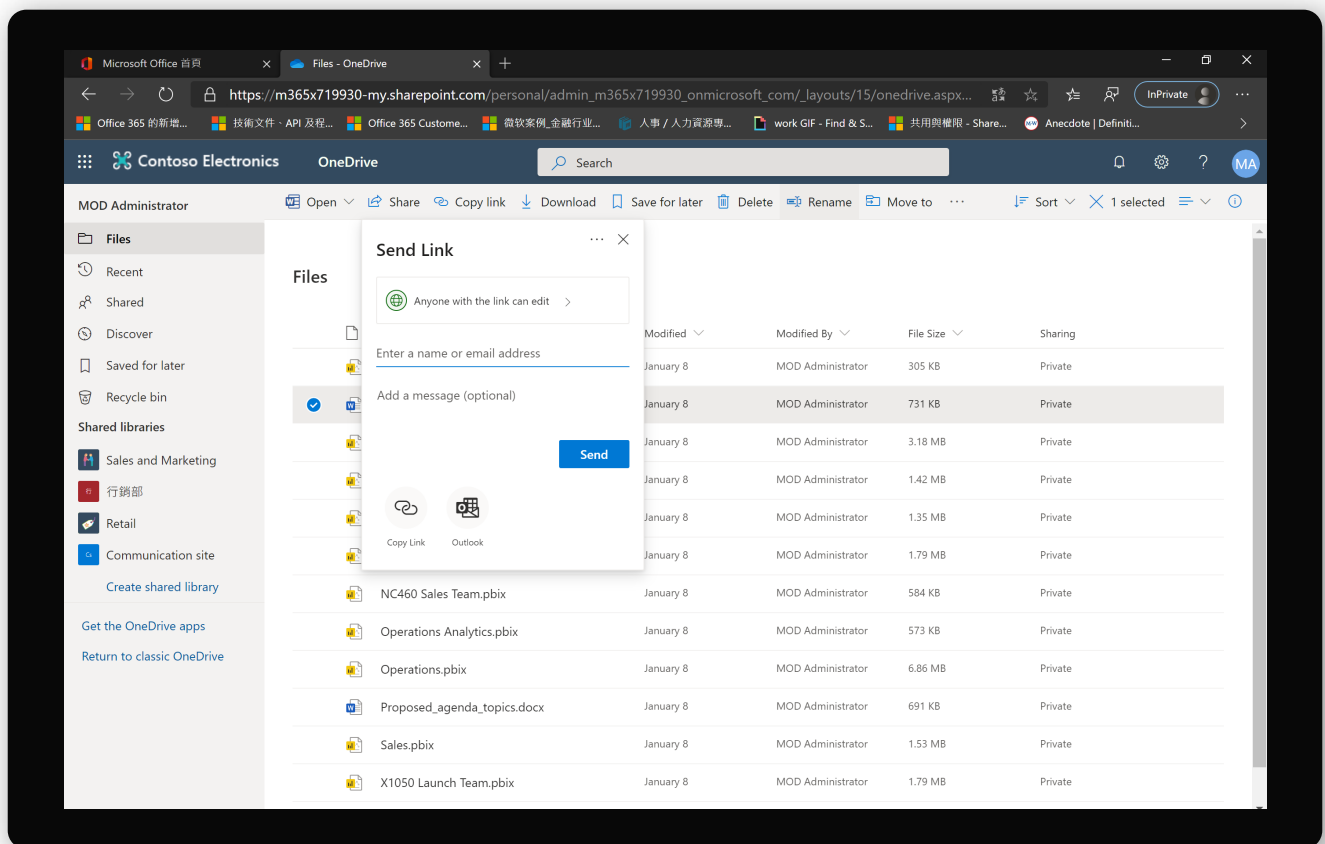 Microsoft Office 首頁
Files - OneDrive
https://m365x719930-my.sharepoint.com/personal/admin_m365x719930_onmicrosoft_com/_layouts/15/onedrive.aspx...
InPrivate
Office 365 的新增...
技術文件、API 及程...
Office 365 Custome...
微软案例_金融行业...
人事 / 人力資源專...
work GIF - Find & S...
共用與權限 - Share...
Anecdote | Definiti...
Contoso Electronics
OneDrive
Search
MA
MOD Administrator
Open
Share
Copy link
Download
Save for later
Delete
Rename
Move to
Sort
1 selected
Files
Recent
Shared
Discover
Saved for later
Recycle bin
Shared libraries
Sales and Marketing
行 行銷部
Retail
Communication site
Create shared library
Get the OneDrive apps
Return to classic OneDrive
Files
Send Link
Anyone with the link can edit
Enter a name or email address
Add a message (optional)
Send
Copy Link
Outlook
Modified Modified By File Size Sharing
January 8 MOD Administrator 305 KB Private
January 8 MOD Administrator 731 KB Private
January 8 MOD Administrator 3.18 MB Private
January 8 MOD Administrator 1.42 MB Private
January 8 MOD Administrator 1.35 MB Private
January 8 MOD Administrator 1.79 MB Private
NC460 Sales Team.pbix January 8 MOD Administrator 584 KB Private
Operations Analytics.pbix January 8 MOD Administrator 573 KB Private
Operations.pbix January 8 MOD Administrator 6.86 MB Private
Proposed_agenda_topics.docx January 8 MOD Administrator 691 KB Private
Sales.pbix January 8 MOD Administrator 1.53 MB Private
X1050 Launch Team.pbix January 8 MOD Administrator 1.79 MB Private